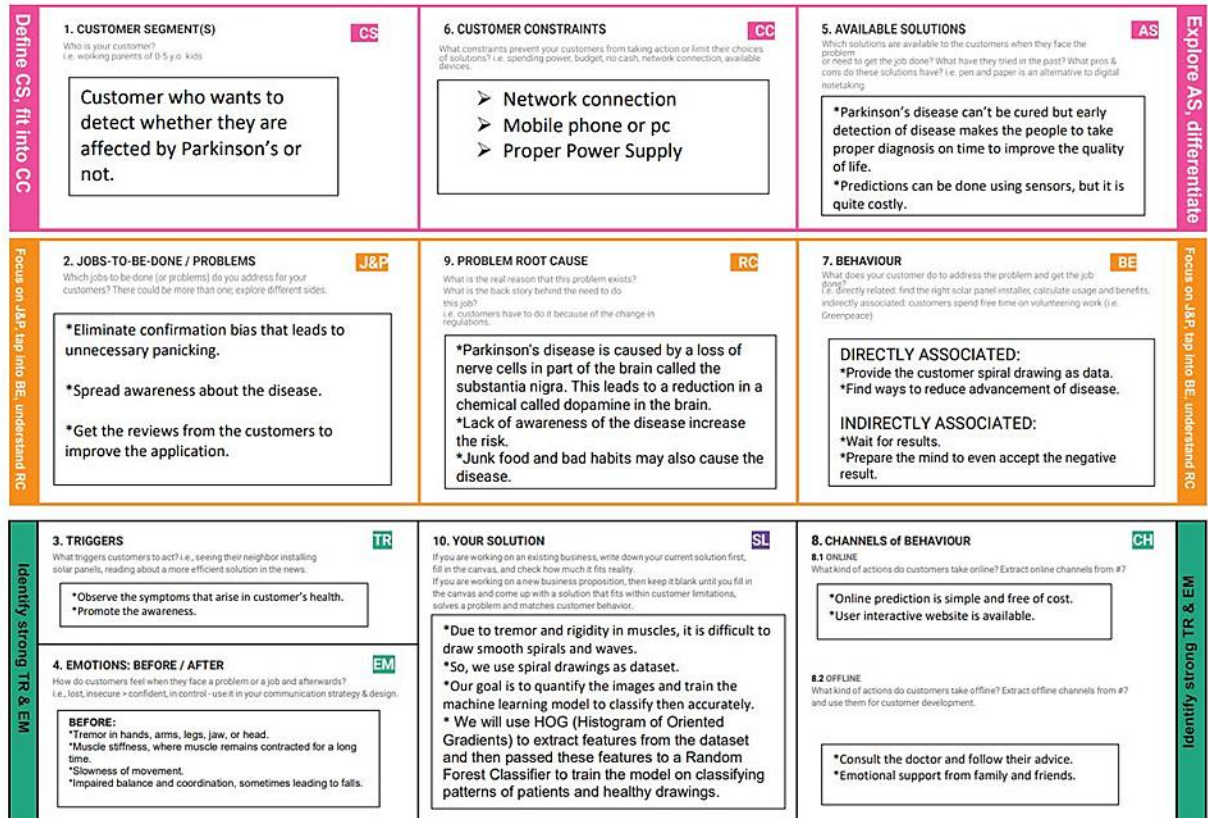 Define CS, fit into CC
1. CUSTOMER SEGMENT(S)
CS
Who is your customer?
i.e. working parents of 0-5 y.o. kids
Customer who wants to
detect whether they are
affected by Parkinson's or
not.
6. CUSTOMER CONSTRAINTS
CC
What constraints prevent your customers from taking action or limit their choices
of solutions? i.e. spending power, budget, no cash, network connection, available
devices.
➢ Network connection
➢ Mobile phone or pc
➢ Proper Power Supply
5. AVAILABLE SOLUTIONS
AS
Which solutions are available to the customers when they face the
problem
or need to get the job done? What have they tried in the past? What pros &
cons do these solutions have? i.e. pen and paper is an alternative to digital
notetaking
*Parkinson's disease can't be cured but early
detection of disease makes the people to take
proper diagnosis on time to improve the quality
of life.
*Predictions can be done using sensors, but it is
quite costly.
Explore AS, differentiate
Focus on J&P, tap into BE, understand RC
2. JOBS-TO-BE-DONE / PROBLEMS
J&P
Which jobs-to-be-done (or problems) do you address for your
customers? There could be more than one; explore different sides.
*Eliminate confirmation bias that leads to
unnecessary panicking.
*Spread awareness about the disease.
*Get the reviews from the customers to
improve the application.
9. PROBLEM ROOT CAUSE
RC
What is the real reason that this problem exists?
What is the back story behind the need to do
this job?
i.e. customers have to do it because of the change in
regulations.
*Parkinson's disease is caused by a loss of
nerve cells in part of the brain called the
substantia nigra. This leads to a reduction in a
chemical called dopamine in the brain.
*Lack of awareness of the disease increase
the risk.
*Junk food and bad habits may also cause the
disease.
7. BEHAVIOUR
BE
What does your customer do to address the problem and get the job
done?
i.e. directly related: find the right solar panel installer, calculate usage and benefits;
indirectly associated: customers spend free time on volunteering work (i.e.
Greenpeace)
DIRECTLY ASSOCIATED:
*Provide the customer spiral drawing as data.
*Find ways to reduce advancement of disease.
INDIRECTLY ASSOCIATED:
*Wait for results.
*Prepare the mind to even accept the negative
result.
Focus on J&P, tap into BE, understand RC
Identify strong TR & EM
3. TRIGGERS
TR
What triggers customers to act? i.e., seeing their neighbor installing
solar panels, reading about a more efficient solution in the news.
*Observe the symptoms that arise in customer's health.
*Promote the awareness.
4. EMOTIONS: BEFORE / AFTER
EM
How do customers feel when they face a problem or a job and afterwards?
i.e., lost, insecure > confident, in control - use it in your communication strategy & design.
BEFORE:
*Tremor in hands, arms, legs, jaw, or head.
*Muscle stiffness, where muscle remains contracted for a long
time.
*Slowness of movement.
*Impaired balance and coordination, sometimes leading to falls.
10. YOUR SOLUTION
SL
If you are working on an existing business, write down your current solution first,
fill in the canvas, and check how much it fits reality.
If you are working on a new business proposition, then keep it blank until you fill in
the canvas and come up with a solution that fits within customer limitations,
solves a problem and matches customer behavior.
*Due to tremor and rigidity in muscles, it is difficult to
draw smooth spirals and waves.
*So, we use spiral drawings as dataset.
*Our goal is to quantify the images and train the
machine learning model to classify then accurately.
* We will use HOG (Histogram of Oriented
Gradients) to extract features from the dataset
and then passed these features to a Random
Forest Classifier to train the model on classifying
patterns of patients and healthy drawings.
8. CHANNELS of BEHAVIOUR
CH
8.1 ONLINE
What kind of actions do customers take online? Extract online channels from #7
*Online prediction is simple and free of cost.
*User interactive website is available.
8.2 OFFLINE
What kind of actions do customers take offline? Extract offline channels from #7
and use them for customer development.
*Consult the doctor and follow their advice.
*Emotional support from family and friends.
Identify strong TR & EM